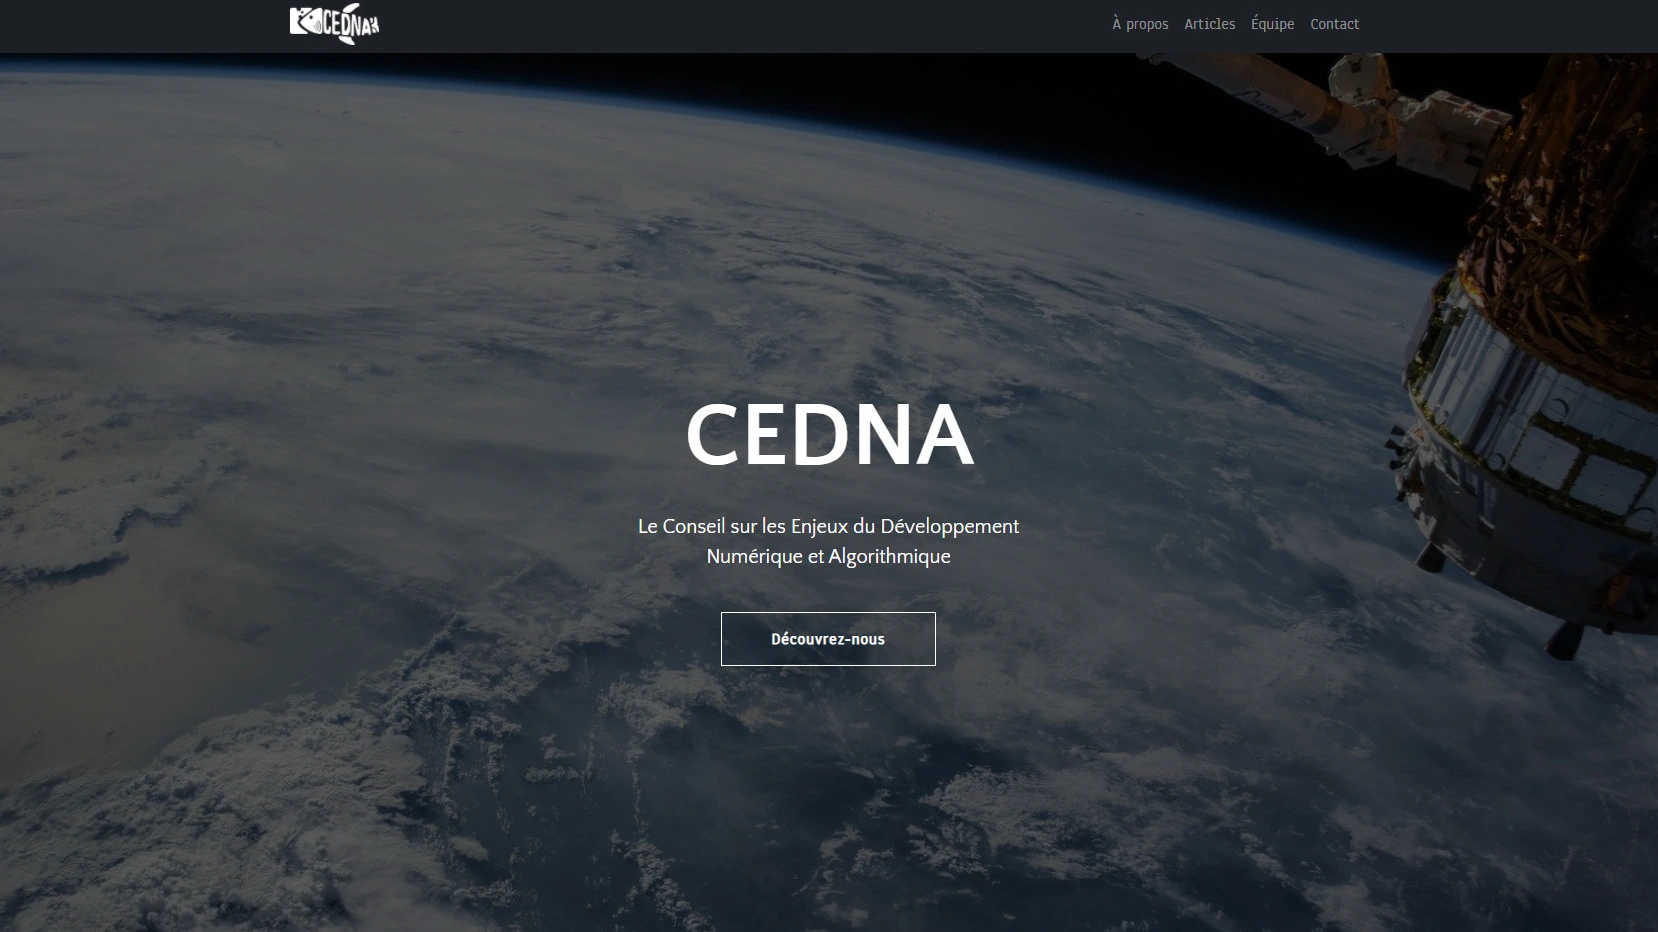 CEDNA
À propos Articles Équipe Contact
CEDNA
Le Conseil sur les Enjeux du Développement
Numérique et Algorithmique
Découvrez-nous